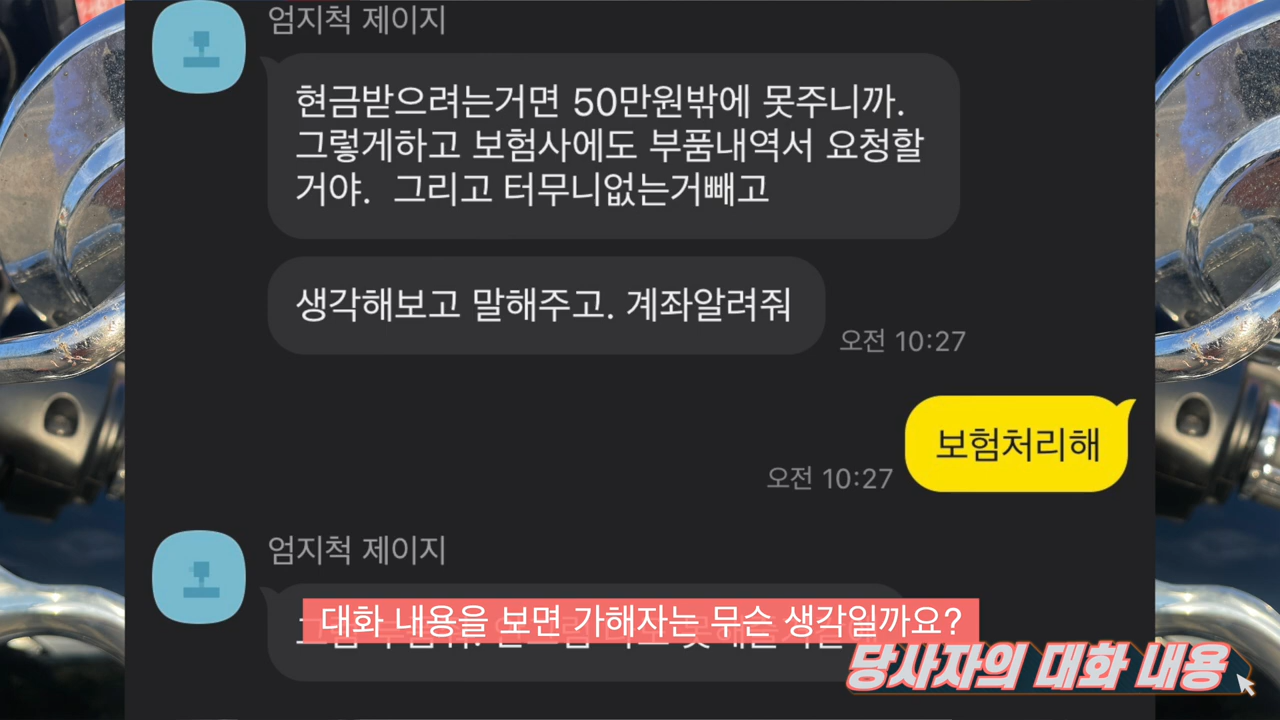 엄지척 제이지
현금받으려는거면 50만원밖에 못주니까.
그렇게하고 보험사에도 부품내역서 요청할
거야.  그리고 터무니없는거빼고
생각해보고 말해주고. 계좌알려줘
오전 10:27
보험처리해
오전 10:27
엄지척 제이지
대화 내용을 보면 가해자는 무슨 생각일까요?
당사자의 대화 내용